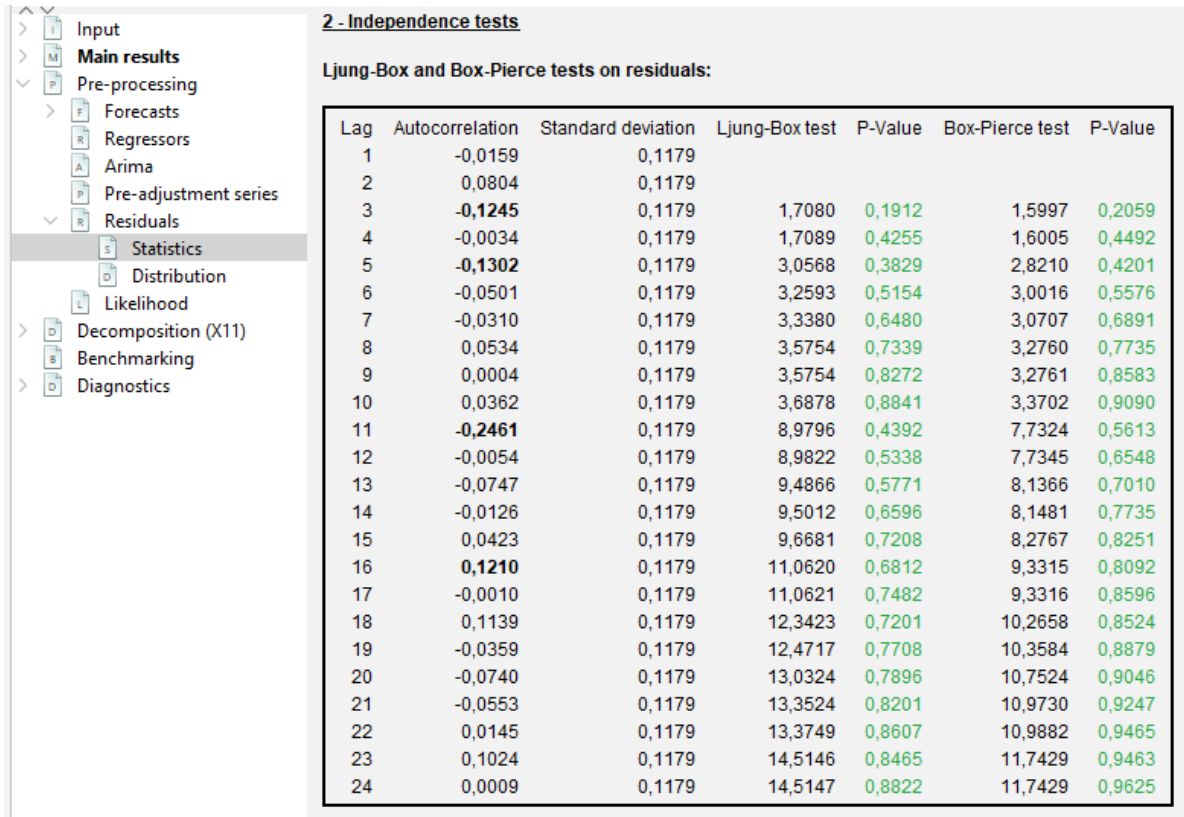 Input
Main results
Pre-processing
Forecasts
Regressors
Arima
Pre-adjustment series
Residuals
Statistics
Distribution
Likelihood
Decomposition (X11)
Benchmarking
Diagnostics
2 - Independence tests
Ljung-Box and Box-Pierce tests on residuals:
Lag Autocorrelation Standard deviation Ljung-Box test P-Value Box-Pierce test P-Value
1 -0,0159 0,1179
2 0,0804 0,1179
3 -0,1245 0,1179 1,7080 0,1912 1,5997 0,2059
4 -0,0034 0,1179 1,7089 0,4255 1,6005 0,4492
5 -0,1302 0,1179 3,0568 0,3829 2,8210 0,4201
6 -0,0501 0,1179 3,2593 0,5154 3,0016 0,5576
7 -0,0310 0,1179 3,3380 0,6480 3,0707 0,6891
8 0,0534 0,1179 3,5754 0,7339 3,2760 0,7735
9 0,0004 0,1179 3,5754 0,8272 3,2761 0,8583
10 0,0362 0,1179 3,6878 0,8841 3,3702 0,9090
11 -0,2461 0,1179 8,9796 0,4392 7,7324 0,5613
12 -0,0054 0,1179 8,9822 0,5338 7,7345 0,6548
13 -0,0747 0,1179 9,4866 0,5771 8,1366 0,7010
14 -0,0126 0,1179 9,5012 0,6596 8,1481 0,7735
15 0,0423 0,1179 9,6681 0,7208 8,2767 0,8251
16 0,1210 0,1179 11,0620 0,6812 9,3315 0,8092
17 -0,0010 0,1179 11,0621 0,7482 9,3316 0,8596
18 0,1139 0,1179 12,3423 0,7201 10,2658 0,8524
19 -0,0359 0,1179 12,4717 0,7708 10,3584 0,8879
20 -0,0740 0,1179 13,0324 0,7896 10,7524 0,9046
21 -0,0553 0,1179 13,3524 0,8201 10,9730 0,9247
22 0,0145 0,1179 13,3749 0,8607 10,9882 0,9465
23 0,1024 0,1179 14,5146 0,8465 11,7429 0,9463
24 0,0009 0,1179 14,5147 0,8822 11,7429 0,9625